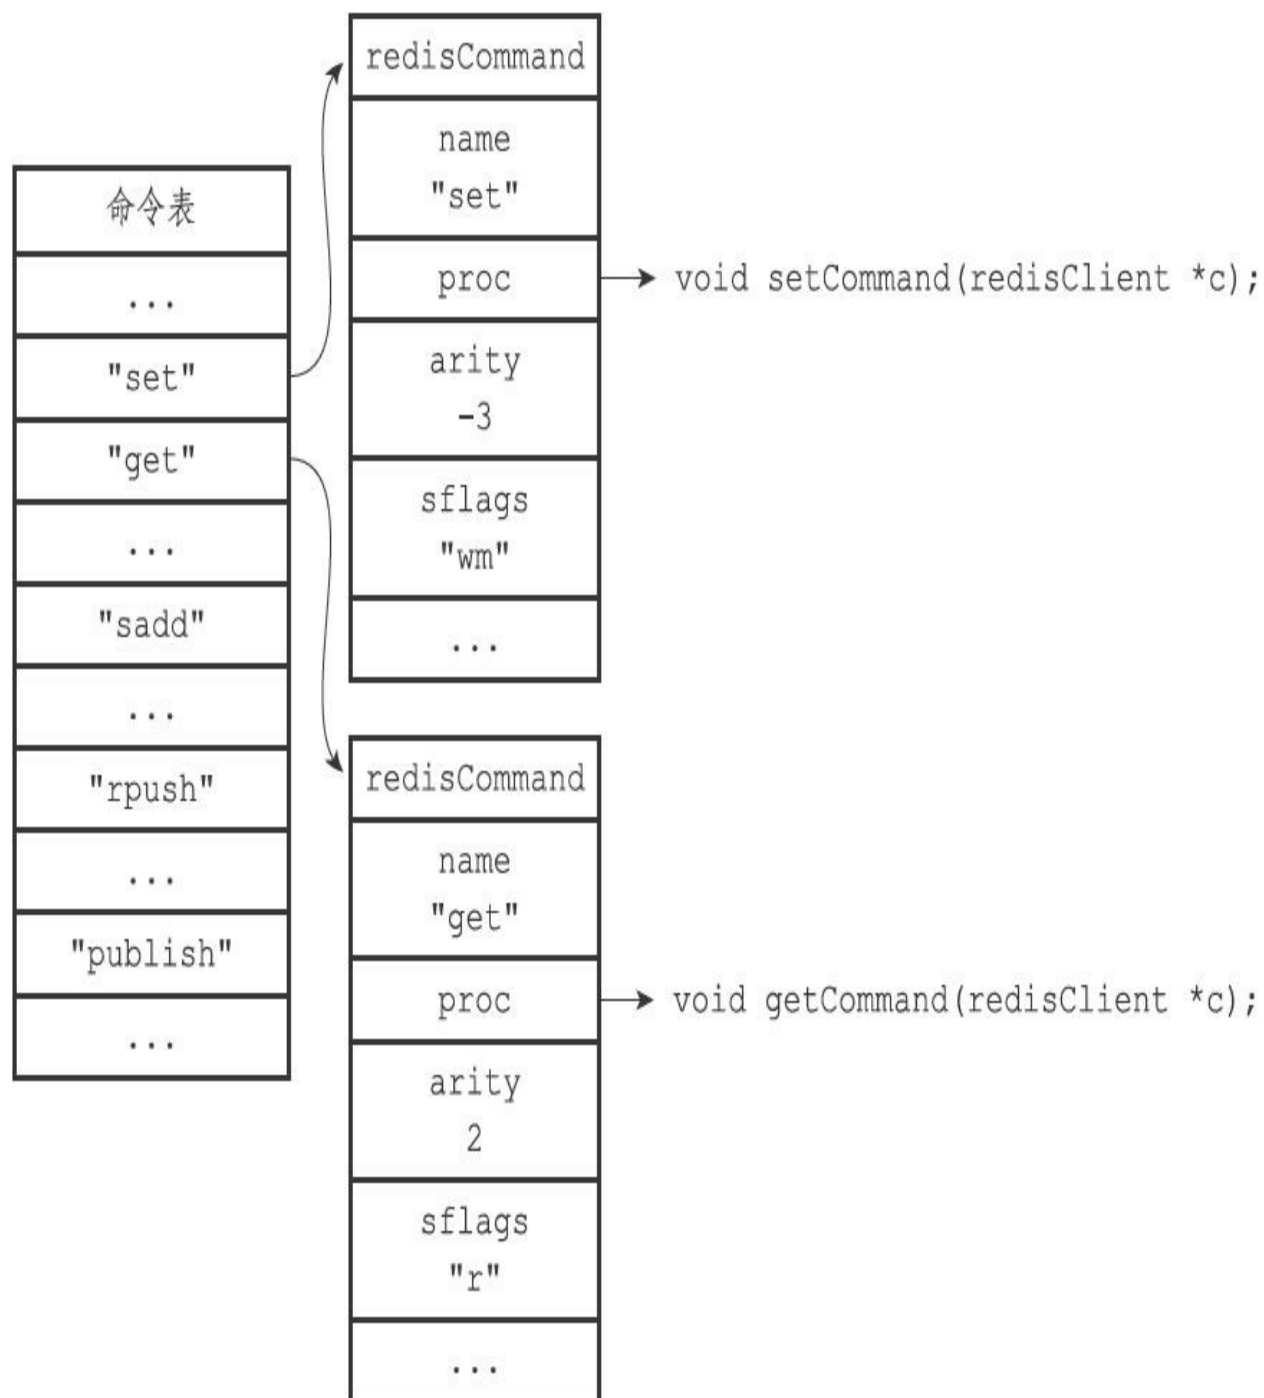 命令表
...
"set"
"get"
...
"sadd"
...
"rpush"
...
"publish"
...
redisCommand
name
"set"
proc
void setCommand(redisClient *c);
arity
-3
sflags
"wm"
...
redisCommand
name
"get"
proc
void getCommand(redisClient *c);
arity
2
sflags
"r"
...